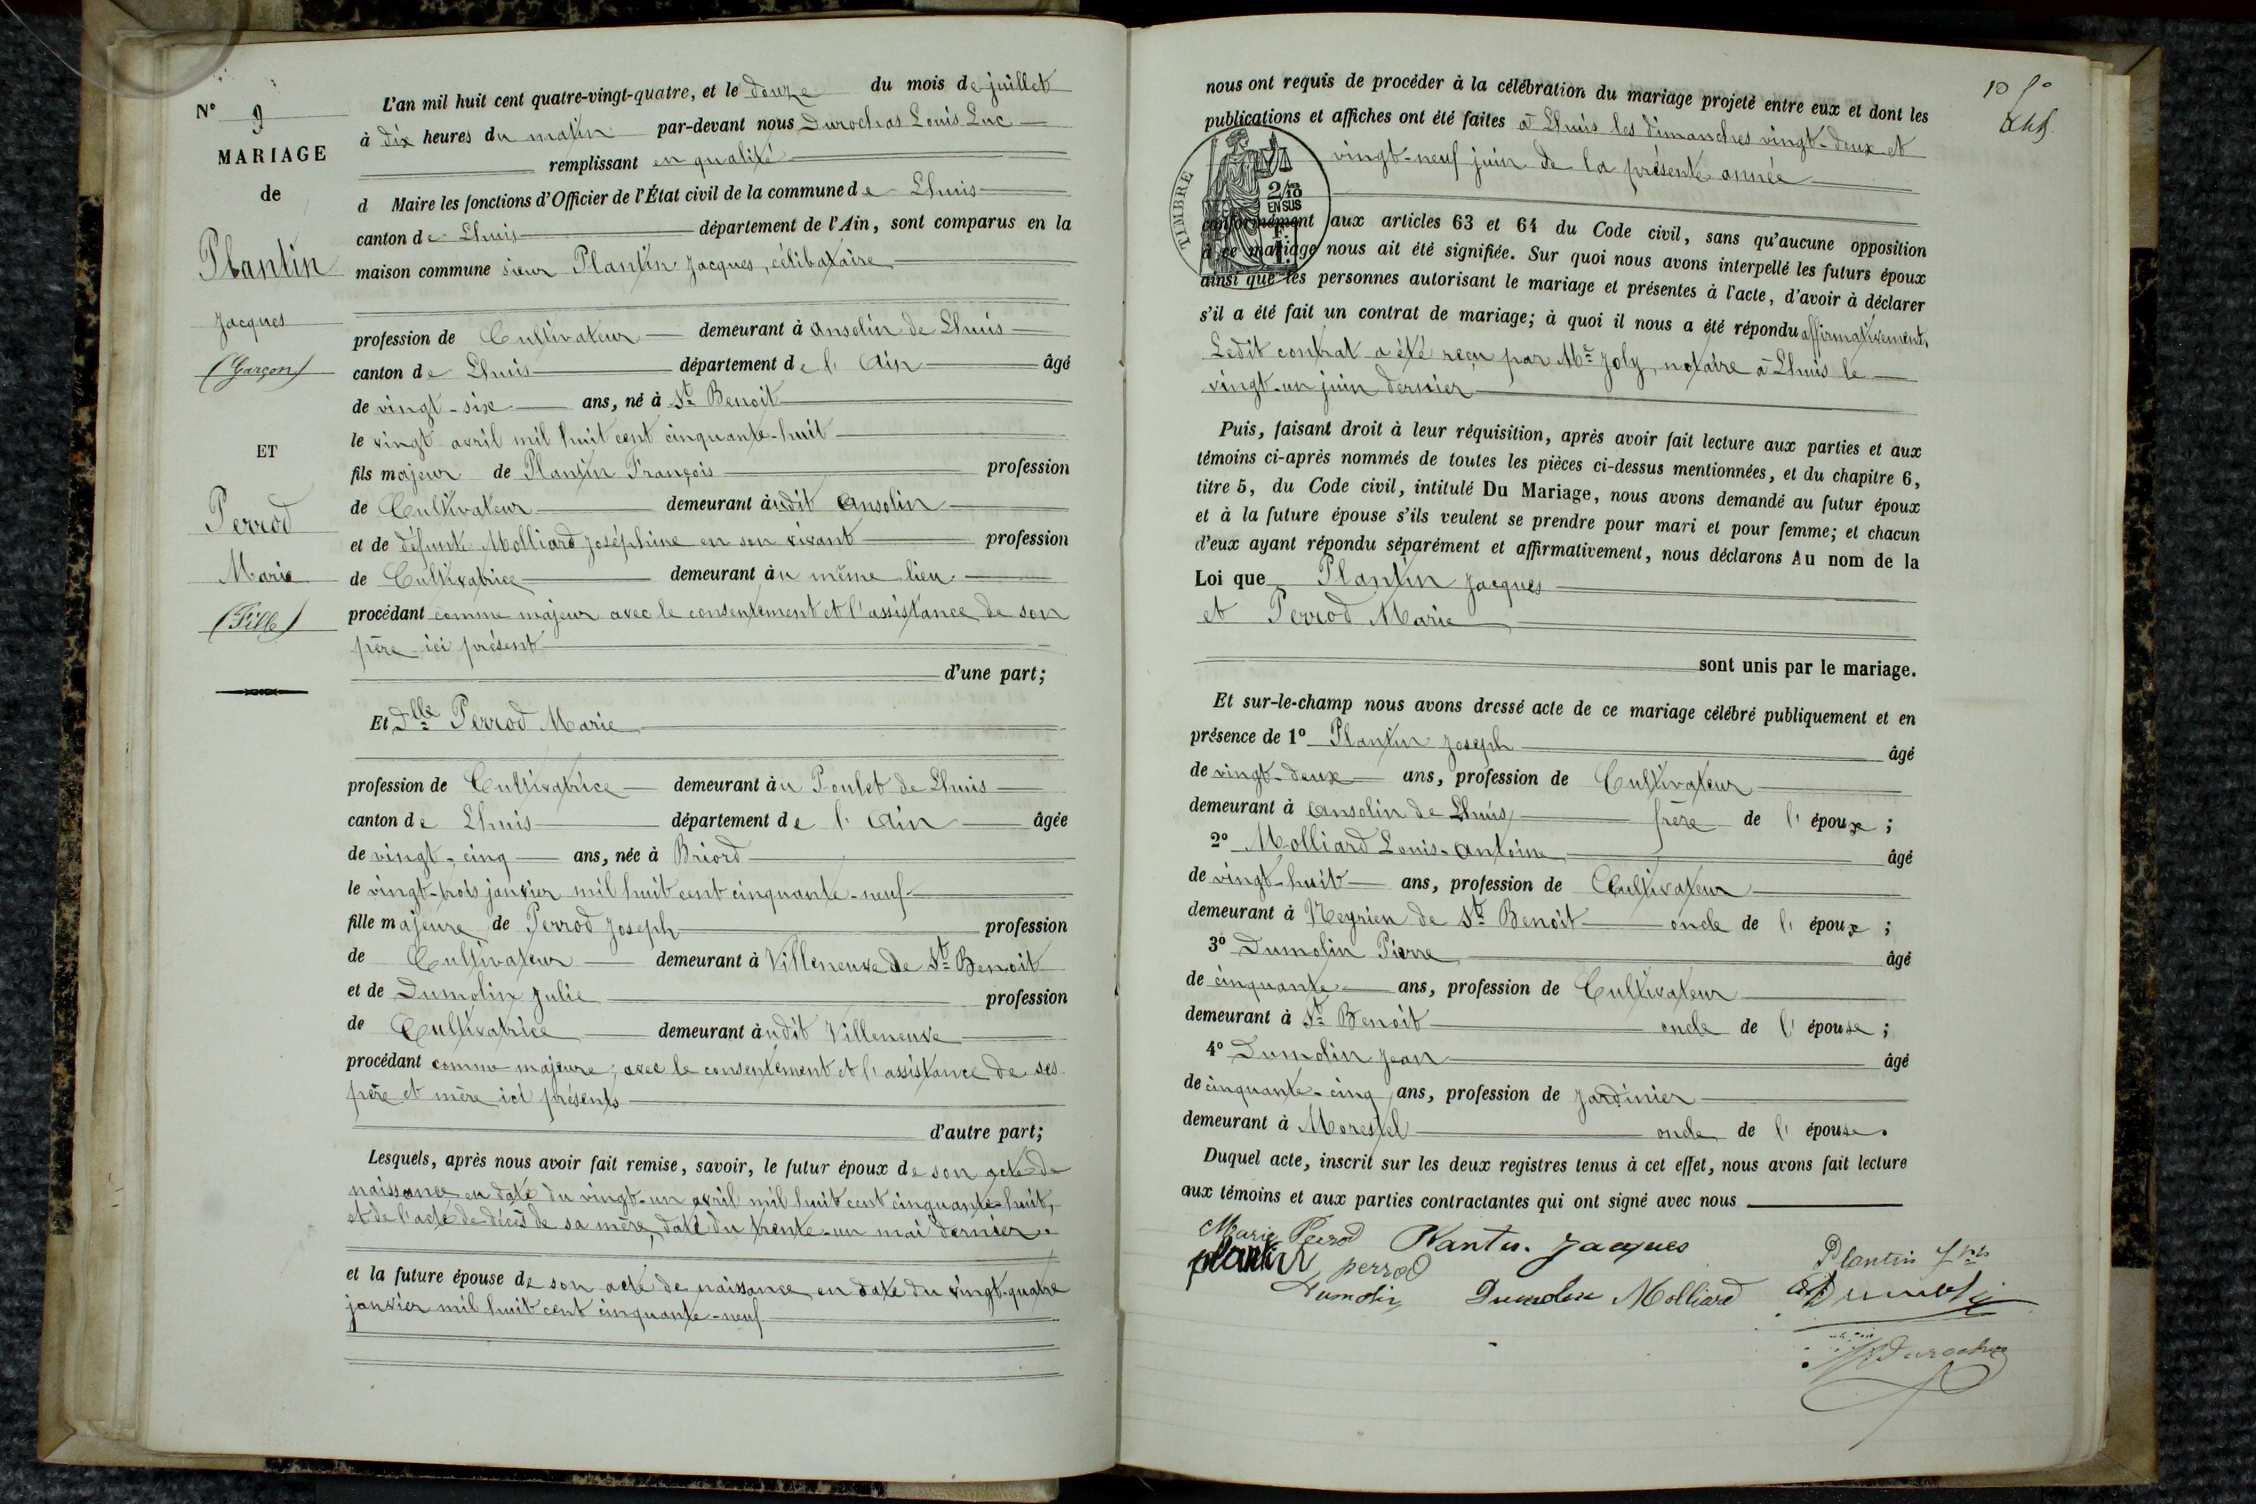 N° 9
MARIAGE
de
Plantin
Jacques
(Garçon)
ET
Perrod
Marie
(Fille)
L'an mil huit cent quatre-vingt-quatre, et le douze du mois de juillet
à dix heures du matin par-devant nous Durochas Louis Luc
remplissant en qualité
d Maire les fonctions d'Officier de l'État civil de la commune de Lhuis
canton de Lhuis département de l'Ain, sont comparus en la
maison commune sieur Plantin Jacques, célibataire
profession de Cultivateur demeurant à Ansolin de Lhuis
canton de Lhuis département de l'Ain âgé
de vingt-six ans, né à St Benoit
le vingt avril mil huit cent cinquante-huit
fils majeur de Plantin François profession
de Cultivateur demeurant àudit Ansolin
et de défunte Molliard Joséphine en son vivant profession
de Cultivatrice demeurant àu même lieu
procédant comme majeur avec le consentement et l'assistance de son
père ici présent
d'une part;
Et Dlle Perrod Marie
profession de Cultivatrice demeurant àu Poulet de Lhuis
canton de Lhuis département de l'Ain âgée
de vingt-cinq ans, née à Briord
le vingt-trois janvier mil huit cent cinquante-neuf
fille majeure de Perrod Joseph profession
de Cultivateur demeurant à Villeneuve de St Benoit
et de Dumolin Julie profession
de Cultivatrice demeurant àudit Villeneuve
procédant comme majeure, avec le consentement et l'assistance de ses
père et mère ici présents
d'autre part;
Lesquels, après nous avoir fait remise, savoir, le futur époux de son acte de
naissance en date du vingt-un avril mil huit cent cinquante-huit,
et de l'acte de décès de sa mère, daté du trente-un mai dernier.
et la future épouse de son acte de naissance en date du vingt-quatre
janvier mil huit cent cinquante-neuf
nous ont requis de procéder à la célébration du mariage projeté entre eux et dont les
publications et affiches ont été faites à Lhuis les dimanches vingt-deux et
vingt-neuf juin de la présente année
TIMBRE
2/10
EN SUS
conformément aux articles 63 et 64 du Code civil, sans qu'aucune opposition
à ce mariage nous ait été signifiée. Sur quoi nous avons interpellé les futurs époux
ainsi que les personnes autorisant le mariage et présentes à l'acte, d'avoir à déclarer
s'il a été fait un contrat de mariage; à quoi il nous a été répondu affirmativement.
Ledit contrat a été reçu par Me Joly, notaire à Lhuis le
vingt-un juin dernier
Puis, faisant droit à leur réquisition, après avoir fait lecture aux parties et aux
témoins ci-après nommés de toutes les pièces ci-dessus mentionnées, et du chapitre 6,
titre 5, du Code civil, intitulé Du Mariage, nous avons demandé au futur époux
et à la future épouse s'ils veulent se prendre pour mari et pour femme; et chacun
d'eux ayant répondu séparément et affirmativement, nous déclarons Au nom de la
Loi que Plantin Jacques
et Perrod Marie
sont unis par le mariage.
Et sur-le-champ nous avons dressé acte de ce mariage célébré publiquement et en
présence de 1° Plantin Joseph âgé
de vingt-deux ans, profession de Cultivateur
demeurant à Ansolin de Lhuis frère de l'époux ;
2° Molliard Louis-Antoine âgé
de vingt-huit ans, profession de Cultivateur
demeurant à Neyrieu de St Benoit oncle de l'époux ;
3° Dumolin Pierre âgé
de cinquante ans, profession de Cultivateur
demeurant à St Benoit oncle de l'épouse ;
4° Dumolin Jean âgé
de cinquante-cinq ans, profession de Jardinier
demeurant à Morestel oncle de l'épouse.
Duquel acte, inscrit sur les deux registres tenus à cet effet, nous avons fait lecture
aux témoins et aux parties contractantes qui ont signé avec nous
Marie Perrod Plantin Jacques
plantin perrod Plantin
Dumolin Dumolin Molliard Dumolin
Durochas